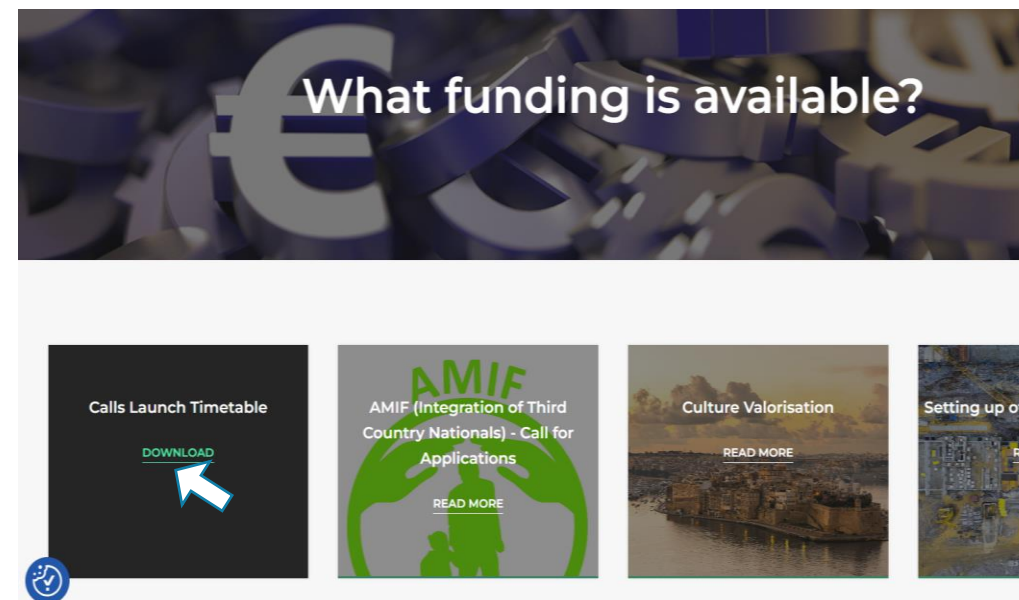 What funding is available?
Calls Launch Timetable
DOWNLOAD
AMIF
AMIF (Integration of Third
Country Nationals) - Call for
Applications
READ MORE
Culture Valorisation
READ MORE
Setting up